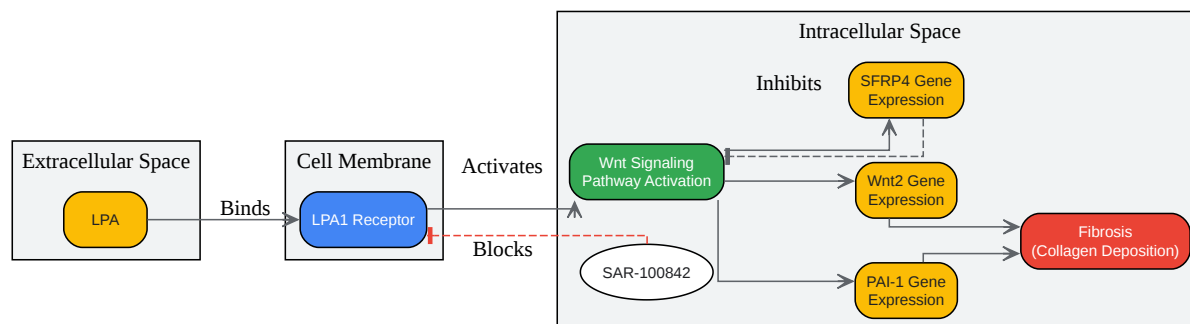 Intracellular Space
Inhibits
SFRP4 Gene
Expression
Extracellular Space
Cell Membrane
Activates
Wnt Signaling
Pathway Activation
Wnt2 Gene
Expression
LPA
Binds
LPA1 Receptor
Blocks
SAR-100842
Fibrosis
(Collagen Deposition)
PAI-1 Gene
Expression